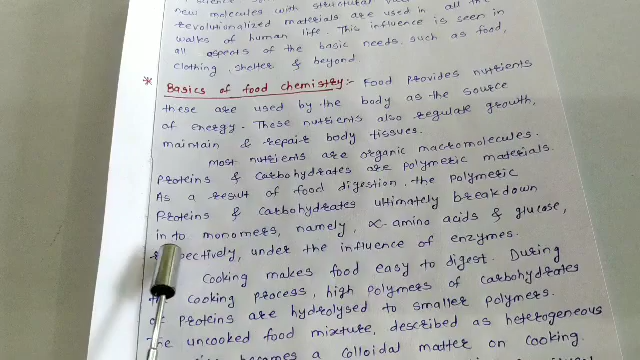 new molecules with structural
revolutionalized materials are used in all the
walks of human life. This influence is seen in
all aspects of the basic needs, such as food,
clothing, shelter & beyond.
* Basics of food chemistry:- Food provides nutrients
these are used by the body as the source
of energy. These nutrients also regulate growth,
maintain & repair body tissues.
Most nutrients are organic macromolecules.
Proteins & Carbohydrates are polymeric materials.
As a result of food digestion, the polymeric
Proteins & Carbohydrates ultimately breakdown
in to monomers, namely, α-amino acids & glucose,
respectively, under the influence of enzymes.
Cooking makes food easy to digest. During
the Cooking process, high polymers of carbohydrates
or Proteins are hydrolysed to smaller polymers.
The uncooked food mixture, described as heterogeneous
becomes a Colloidal matter on Cooking.